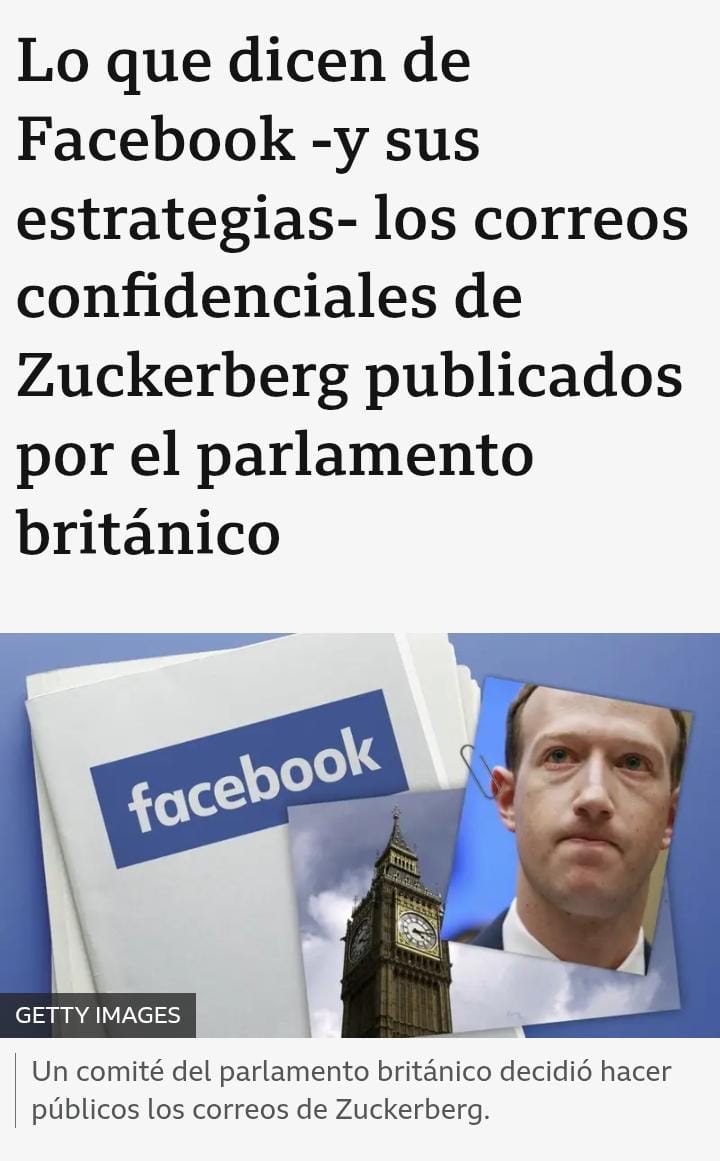 Lo que dicen de
Facebook -y sus
estrategias- los correos
confidenciales de
Zuckerberg publicados
por el parlamento
británico
facebook
GETTY IMAGES
Un comité del parlamento británico decidió hacer
públicos los correos de Zuckerberg.